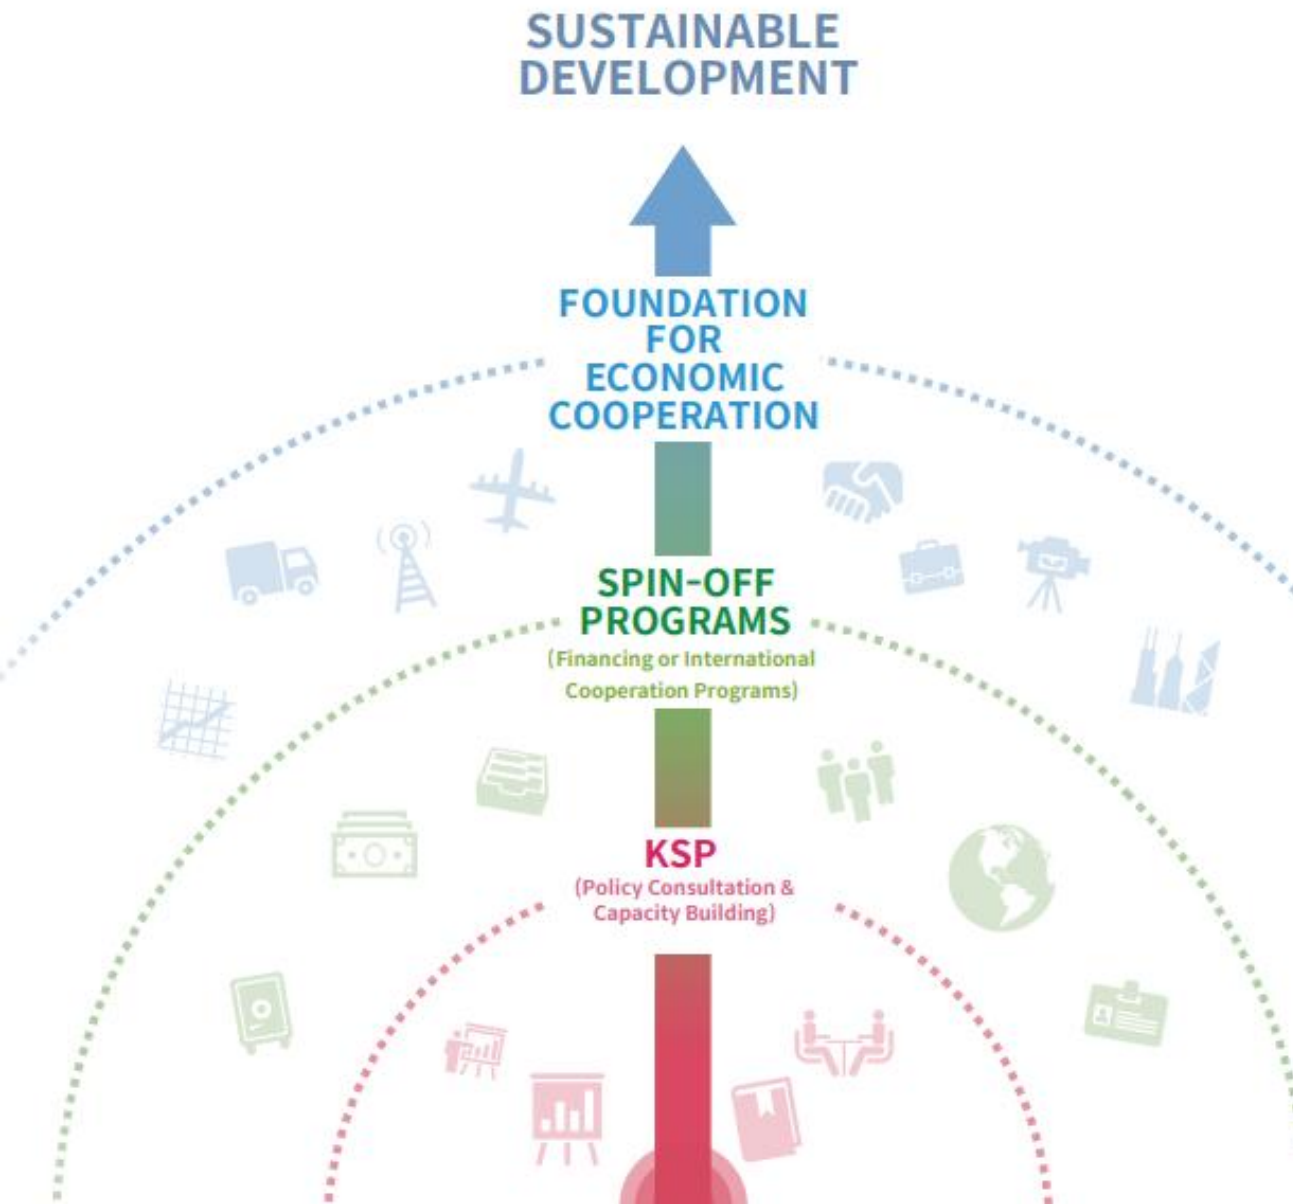 SUSTAINABLE
DEVELOPMENT
FOUNDATION
FOR
ECONOMIC
COOPERATION
SPIN-OFF
PROGRAMS
(Financing or International
Cooperation Programs)
KSP
(Policy Consultation &
Capacity Building)